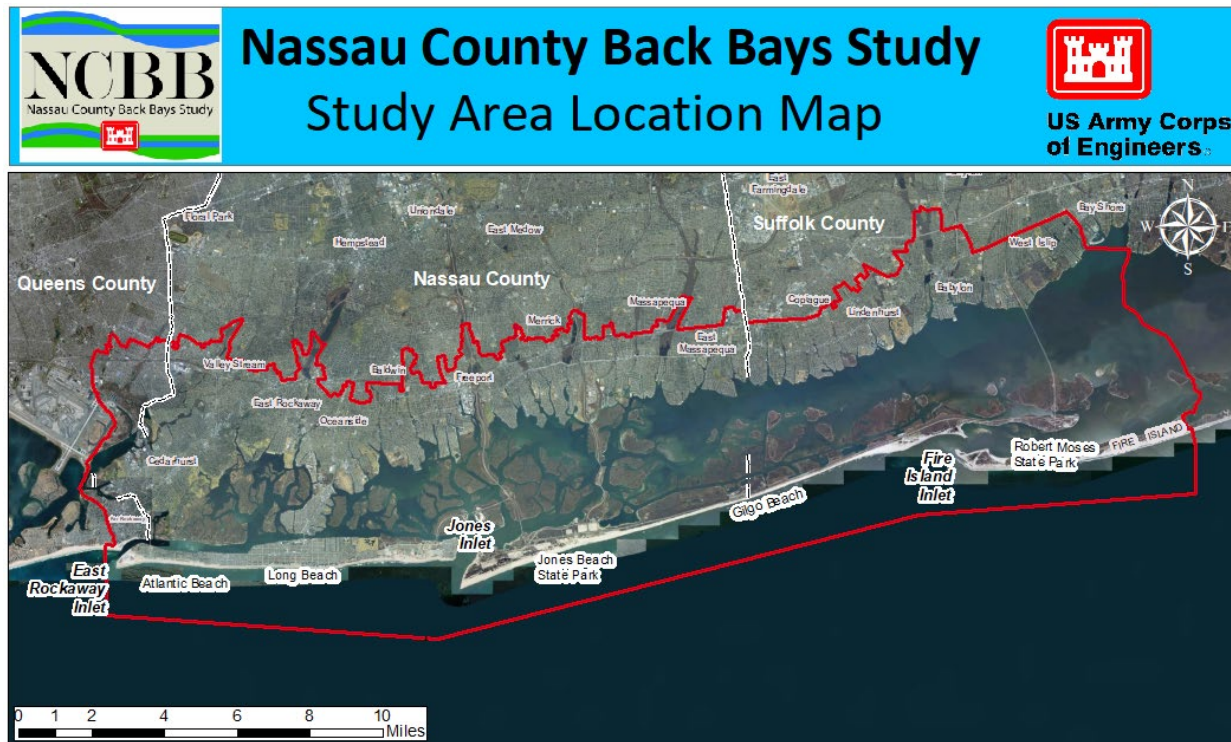 NCBB
Nassau County Back Bays Study
Nassau County Back Bays Study
Study Area Location Map
US Army Corps
of Engineers
East
Farmingdale
Floral Park
Uniondale
Bay Shore
N
W
E
S
East Medow
Hempstead
Suffolk County
West Islip
Queens County
Nassau County
Babylon
Copiague
Massapequa
Lindenhurst
Merrick
East
Massapequa
Valley Stream
Baldwin
Freeport
East Rockaway
Oceanside
Cedarhurst
FIRE ISLAND
Robert Moses
State Park
Fire
Island
Inlet
Gilgo Beach
Far Rockaway
Jones
Inlet
Jones Beach
State Park
East
Rockaway
Inlet
Atlantic Beach
Long Beach
0 1 2 4 6 8 10
Miles